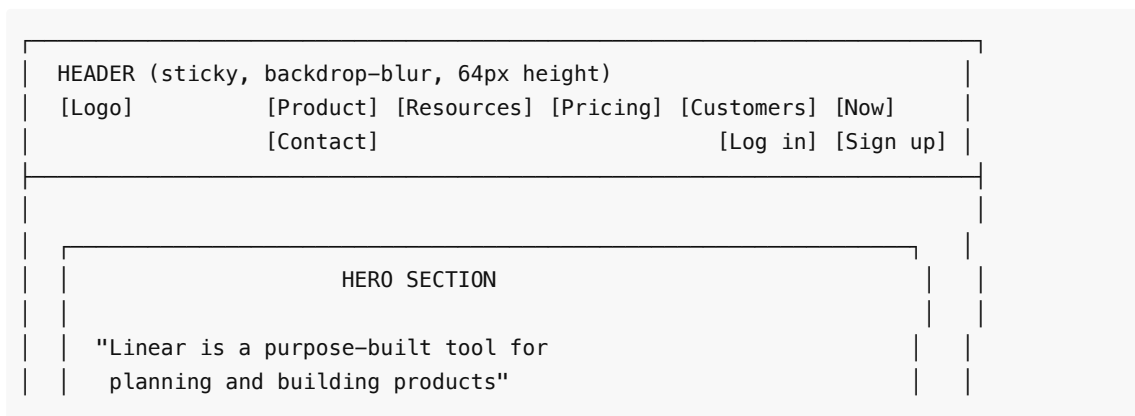 HEADER (sticky, backdrop-blur, 64px height)
[Logo] [Product] [Resources] [Pricing] [Customers] [Now]
[Contact] [Log in] [Sign up]
HERO SECTION
"Linear is a purpose-built tool for
planning and building products"